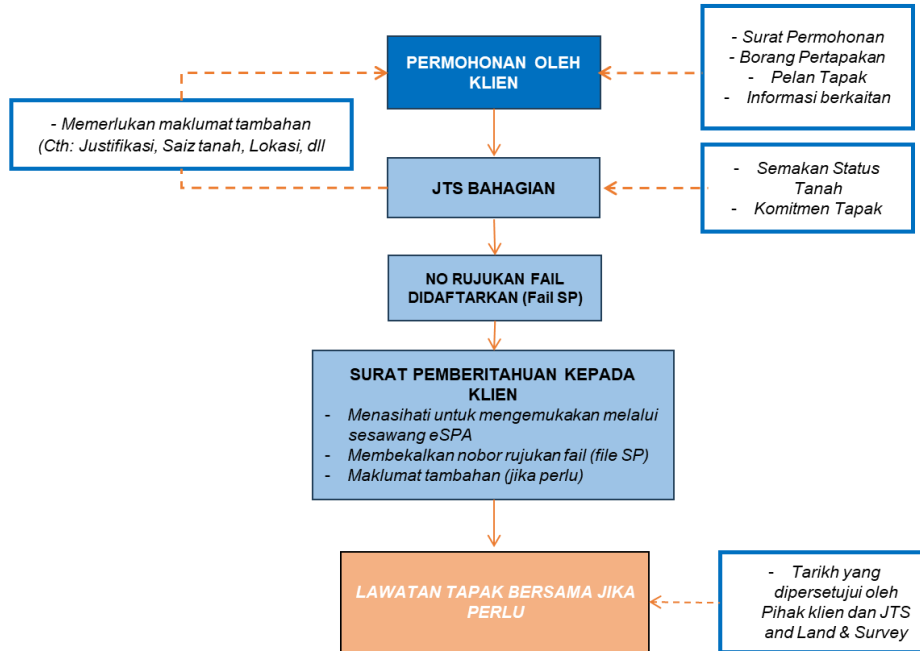 PERMOHONAN OLEH
KLIEN
- Surat Permohonan
- Borang Pertapakan
- Pelan Tapak
- Informasi berkaitan
- Memerlukan maklumat tambahan
(Cth: Justifikasi, Saiz tanah, Lokasi, dll
JTS BAHAGIAN
- Semakan Status
Tanah
- Komitmen Tapak
NO RUJUKAN FAIL
DIDAFTARKAN (Fail SP)
SURAT PEMBERITAHUAN KEPADA
KLIEN
- Menasihati untuk mengemukakan melalui
sesawang eSPA
- Membekalkan nobor rujukan fail (file SP)
- Maklumat tambahan (jika perlu)
LAWATAN TAPAK BERSAMA JIKA
PERLU
- Tarikh yang
dipersetujui oleh
Pihak klien dan JTS
and Land & Survey